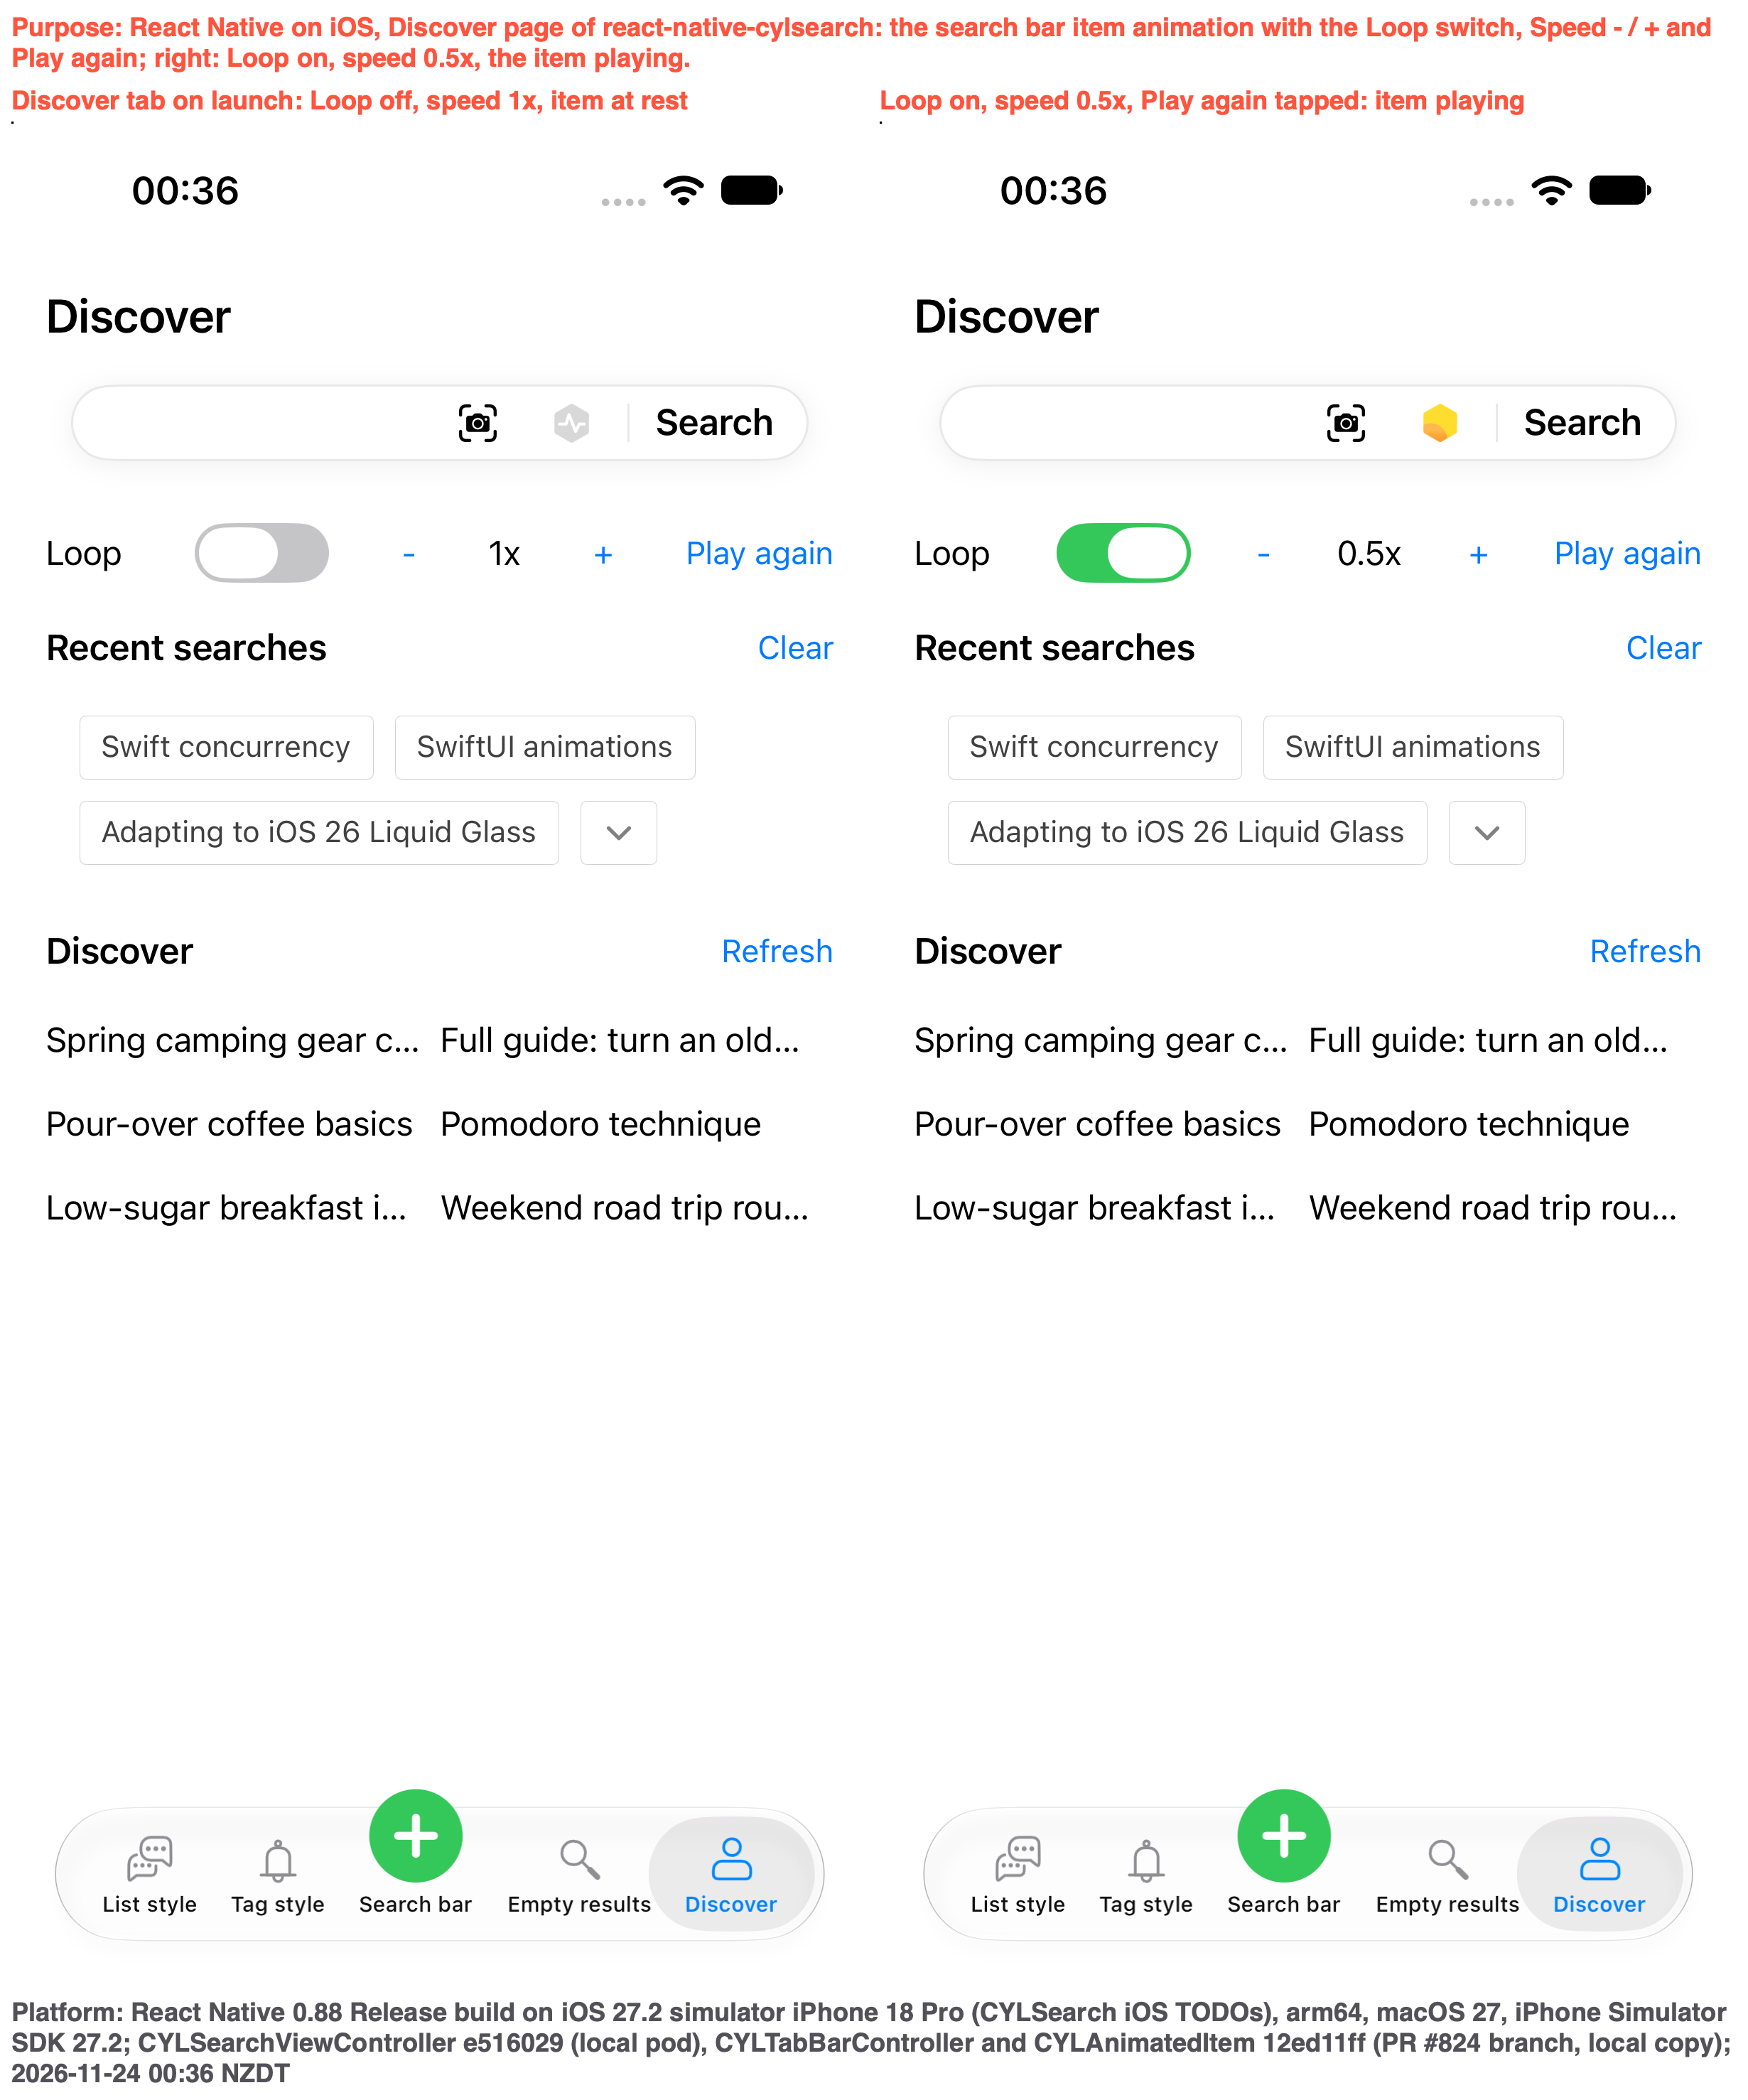 Purpose: React Native on iOS, Discover page of react-native-cylsearch: the search bar item animation with the Loop switch, Speed - / + and
Play again; right: Loop on, speed 0.5x, the item playing.
Discover tab on launch: Loop off, speed 1x, item at rest
00:36
Discover
Search
Loop - 1x + Play again
Recent searches Clear
Swift concurrency SwiftUI animations
Adapting to iOS 26 Liquid Glass
Discover Refresh
Spring camping gear c... Full guide: turn an old...
Pour-over coffee basics Pomodoro technique
Low-sugar breakfast i... Weekend road trip rou...
List style Tag style Search bar Empty results Discover
Loop on, speed 0.5x, Play again tapped: item playing
00:36
Discover
Search
Loop - 0.5x + Play again
Recent searches Clear
Swift concurrency SwiftUI animations
Adapting to iOS 26 Liquid Glass
Discover Refresh
Spring camping gear c... Full guide: turn an old...
Pour-over coffee basics Pomodoro technique
Low-sugar breakfast i... Weekend road trip rou...
List style Tag style Search bar Empty results Discover
Platform: React Native 0.88 Release build on iOS 27.2 simulator iPhone 18 Pro (CYLSearch iOS TODOs), arm64, macOS 27, iPhone Simulator
SDK 27.2; CYLSearchViewController e516029 (local pod), CYLTabBarController and CYLAnimatedItem 12ed11ff (PR #824 branch, local copy);
2026-11-24 00:36 NZDT